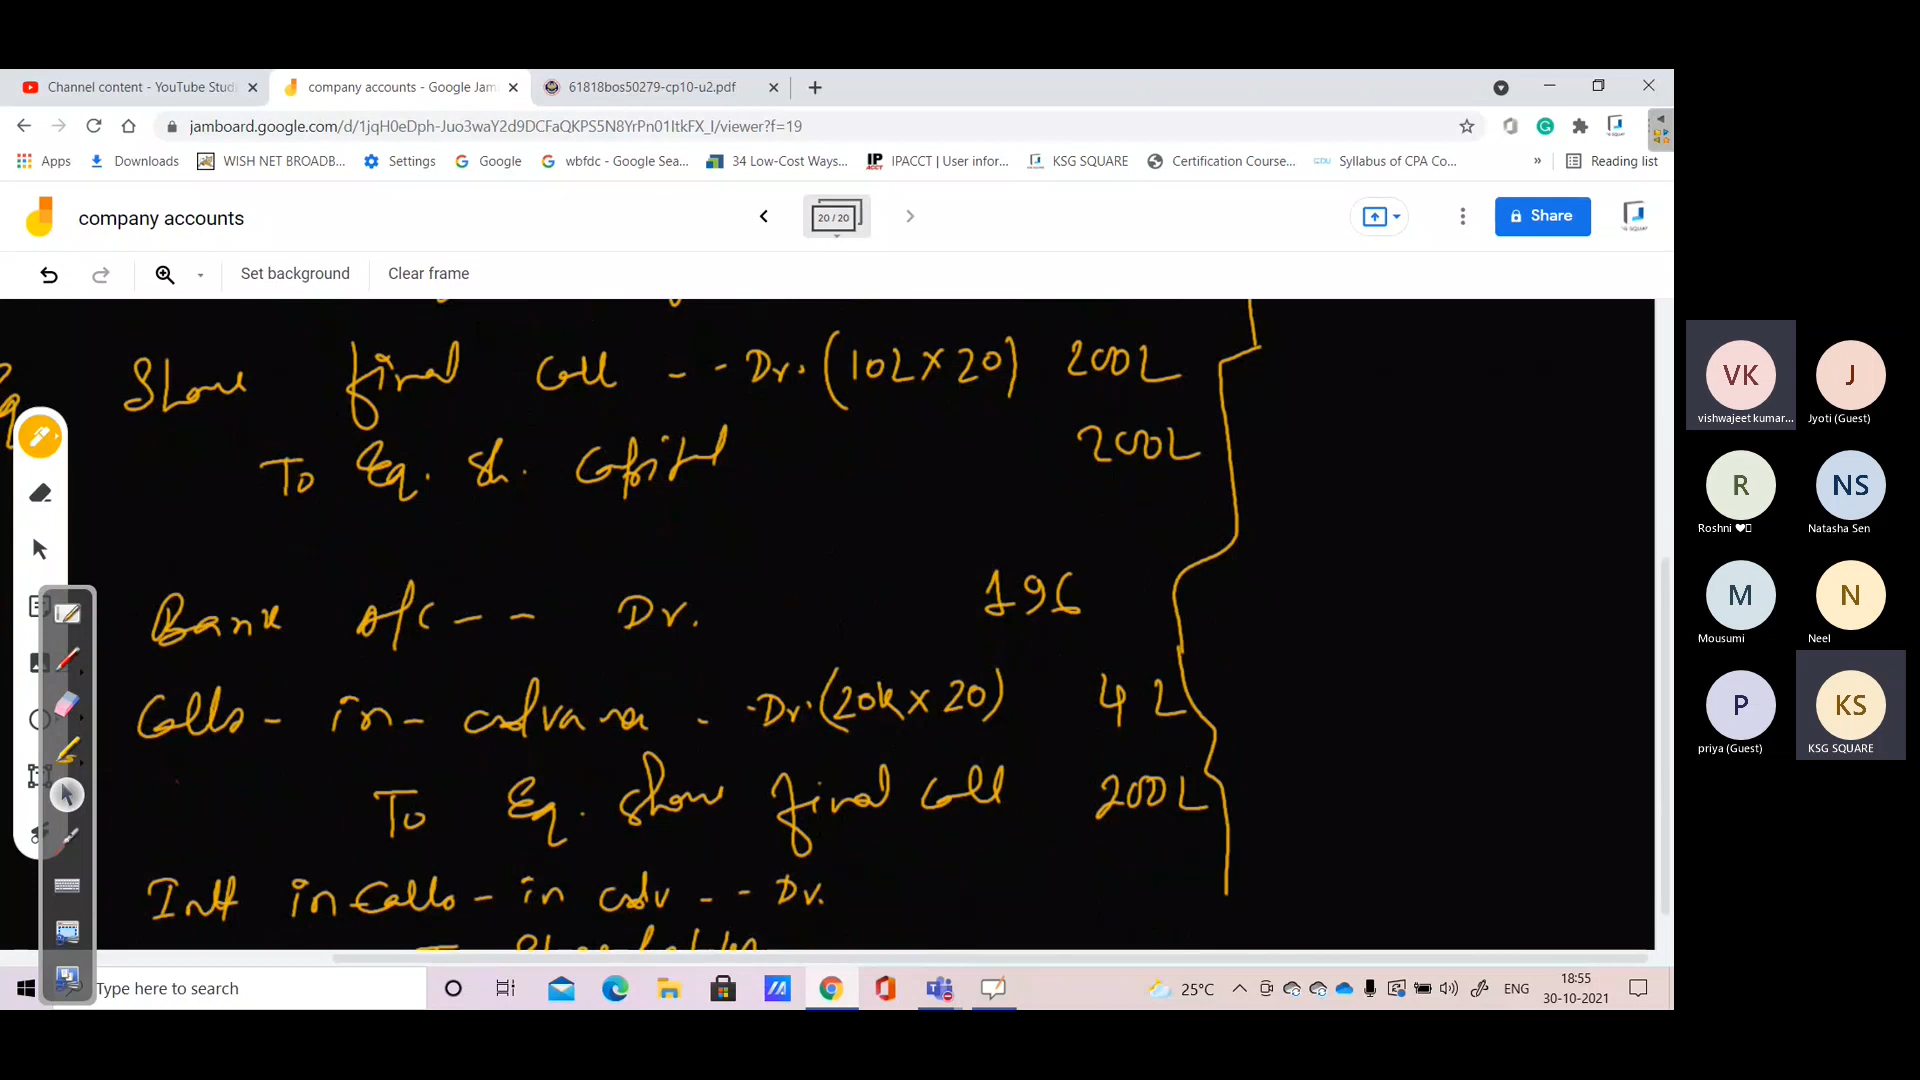 Channel content - YouTube Studi
company accounts - Google Jam
61818bos50279-cp10-u2.pdf
jamboard.google.com/d/1jqH0eDph-Juo3waY2d9DCFaQKPS5N8YrPn01ItkFX_I/viewer?f=19
Apps
Downloads
WISH NET BROADB...
Settings
Google
wbfdc - Google Sea...
34 Low-Cost Ways...
IPACCT | User infor...
KSG SQUARE
Certification Course...
Syllabus of CPA Co...
»
Reading list
company accounts
20 / 20
Share
Set background
Clear frame
Share final call - - Dr. (10L X 20) 200L
To Eq. Sh. Capital 200L
Bank A/C - - Dr. 196
Calls - in - advance - - Dr. (20k X 20) 4 L
To Eq. Share final call 200L
Intt in Calls - in adv - - Dr.
VK
vishwajeet kumar...
J
Jyoti (Guest)
R
Roshni
NS
Natasha Sen
M
Mousumi
N
Neel
P
priya (Guest)
KS
KSG SQUARE
Type here to search
25°C
ENG
18:55
30-10-2021